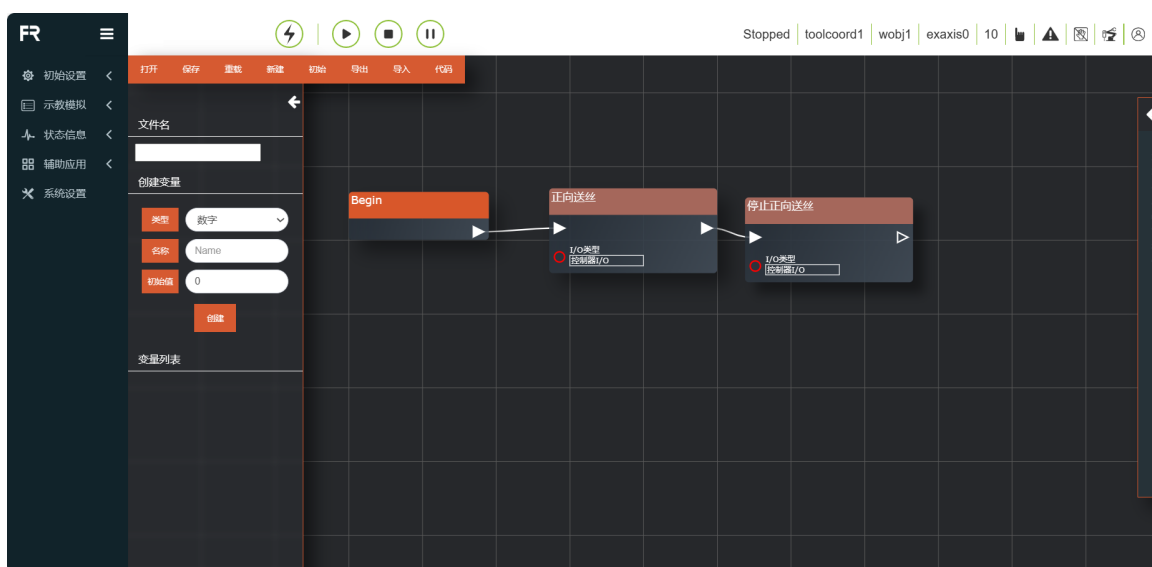 FR
Stopped toolcoord1 wobj1 exaxis0 10
初始设置
示教模拟
状态信息
辅助应用
系统设置
打开 保存 重载 新建 初始 导出 导入 代码
文件名
创建变量
类型 数字
名称 Name
初始值 0
创建
变量列表
Begin
正向送丝
I/O类型
控制器I/O
停止正向送丝
I/O类型
控制器I/O